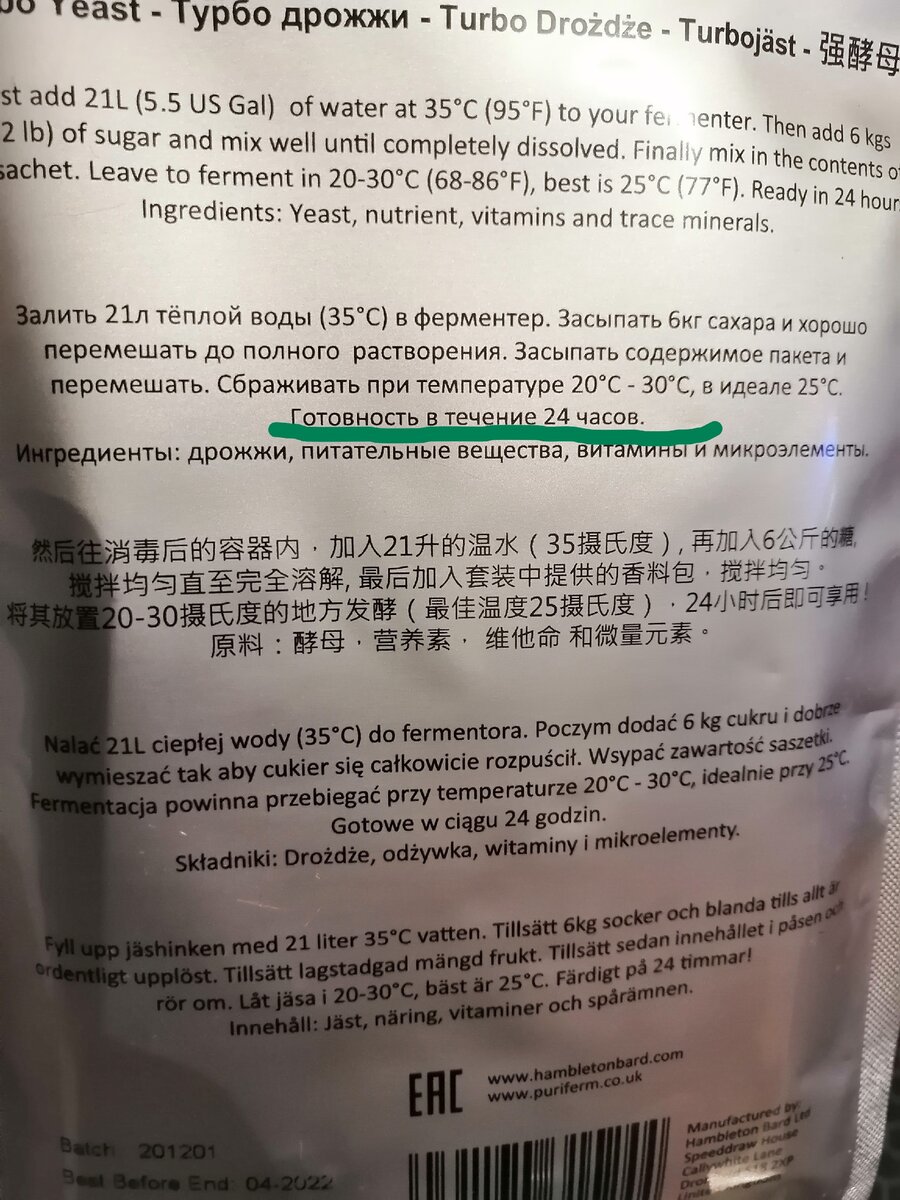 Yeast - Турбо дрожжи - Turbo Drożdże - Turbojäst - 强酵母
st add 21L (5.5 US Gal) of water at 35°C (95°F) to your fermenter. Then add 6 kgs
2 lb) of sugar and mix well until completely dissolved. Finally mix in the contents of
sachet. Leave to ferment in 20-30°C (68-86°F), best is 25°C (77°F). Ready in 24 hour
Ingredients: Yeast, nutrient, vitamins and trace minerals.
Залить 21л тёплой воды (35°C) в ферментер. Засыпать 6кг сахара и хорошо
перемешать до полного растворения. Засыпать содержимое пакета и
перемешать. Сбраживать при температуре 20°C - 30°C, в идеале 25°C.
Готовность в течение 24 часов.
Ингредиенты: дрожжи, питательные вещества, витамины и микроэлементы.
然后往消毒后的容器内，加入21升的温水（35摄氏度）, 再加入6公斤的糖,
搅拌均匀直至完全溶解, 最后加入套装中提供的香料包，搅拌均匀。
将其放置20-30摄氏度的地方发酵（最佳温度25摄氏度），24小时后即可享用!
原料：酵母，营养素， 维他命 和微量元素。
Nalać 21L ciepłej wody (35°C) do fermentora. Poczym dodać 6 kg cukru i dobrze
wymieszać tak aby cukier się całkowicie rozpuścił. Wsypać zawartość saszetki.
Fermentacja powinna przebiegać przy temperaturze 20°C - 30°C, idealnie przy 25°C.
Gotowe w ciągu 24 godzin.
Składniki: Drożdże, odżywka, witaminy i mikroelementy.
Fyll upp jäshinken med 21 liter 35°C vatten. Tillsätt 6kg socker och blanda tills allt är
ordentligt upplöst. Tillsätt lagstadgad mängd frukt. Tillsätt sedan innehållet i påsen och
rör om. Låt jäsa i 20-30°C, bäst är 25°C. Färdigt på 24 timmar!
Innehåll: Jäst, näring, vitaminer och spårämnen.
EAC
www.hambletonbard.com
www.puriferm.co.uk
Manufactured by:
Hambleton Bard Ltd
Speeddraw House
Callywhite Lane
S18 2XP
Batch 201201
Best Before End: 04-2022